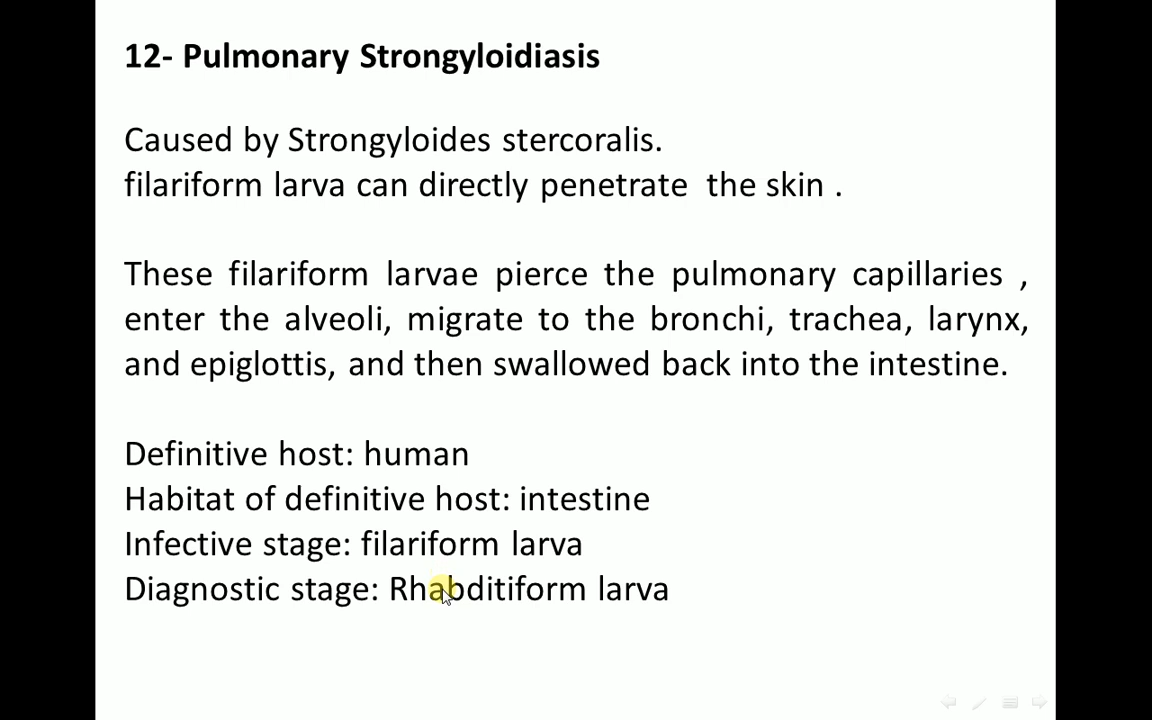 12- Pulmonary Strongyloidiasis
Caused by Strongyloides stercoralis.
filariform larva can directly penetrate  the skin .
These filariform larvae pierce the pulmonary capillaries ,
enter the alveoli, migrate to the bronchi, trachea, larynx,
and epiglottis, and then swallowed back into the intestine.
Definitive host: human
Habitat of definitive host: intestine
Infective stage: filariform larva
Diagnostic stage: Rhabditiform larva